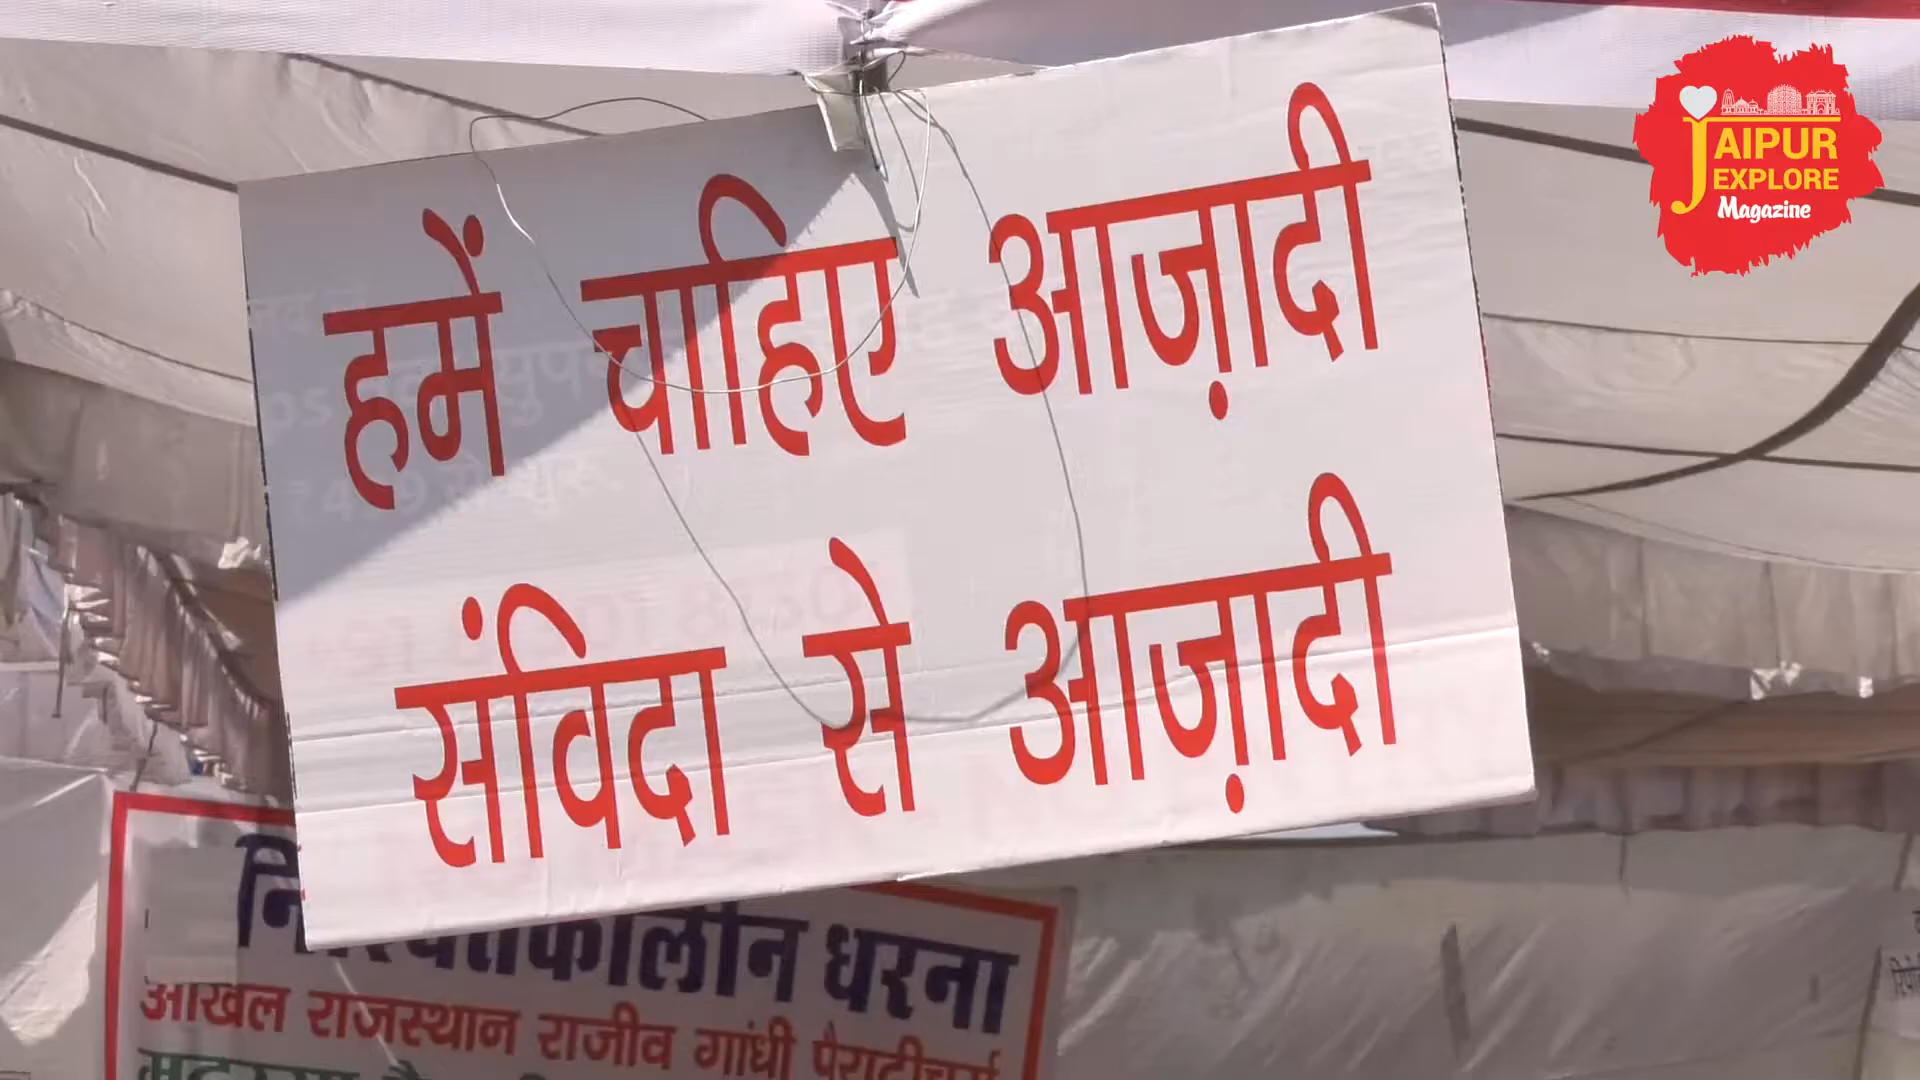 JAIPUR
EXPLORE
Magazine
हमें चाहिए आज़ादी
संविदा से आज़ादी
धरना
अखिल राजस्थान राजीव गांधी पैराटीचर्स